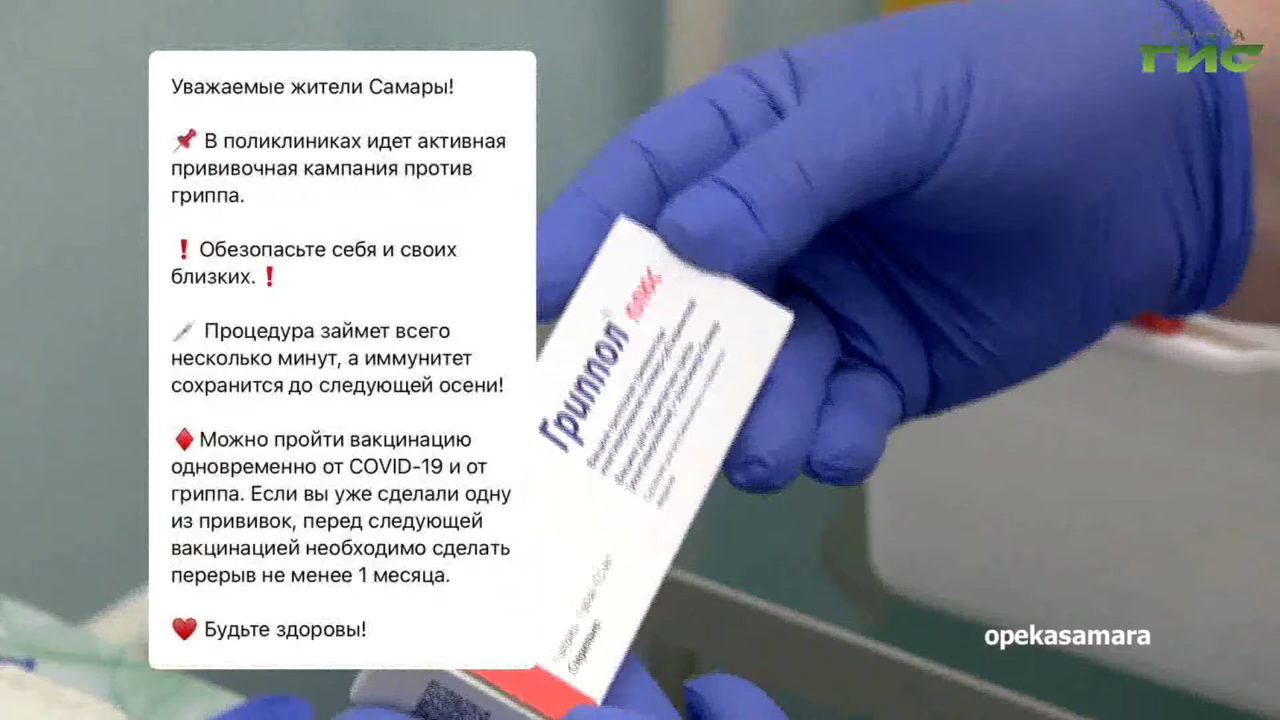 САМАРА
ГИС
Уважаемые жители Самары!
📌 В поликлиниках идет активная
прививочная кампания против
гриппа.
❗ Обезопасьте себя и своих
близких. ❗
💉 Процедура займет всего
несколько минут, а иммунитет
сохранится до следующей осени!
♦️Можно пройти вакцинацию
одновременно от COVID-19 и от
гриппа. Если вы уже сделали одну
из прививок, перед следующей
вакцинацией необходимо сделать
перерыв не менее 1 месяца.
♥️ Будьте здоровы!
Гриппол плюс
opekasamara